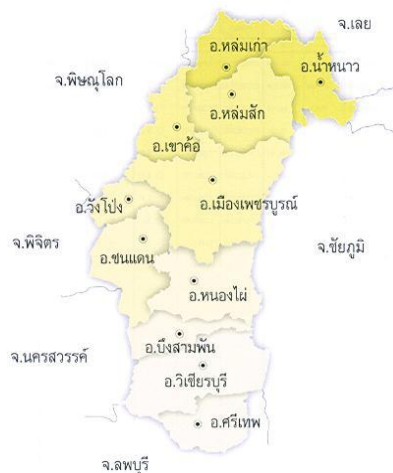 จ.เลย
อ.หล่มเก่า
อ.น้ำหนาว
จ.พิษณุโลก
อ.หล่มสัก
อ.เขาค้อ
อ.วังโป่ง
อ.เมืองเพชรบูรณ์
จ.พิจิตร
จ.ชัยภูมิ
อ.ชนแดน
อ.หนองไผ่
อ.บึงสามพัน
จ.นครสวรรค์
อ.วิเชียรบุรี
อ.ศรีเทพ
จ.ลพบุรี